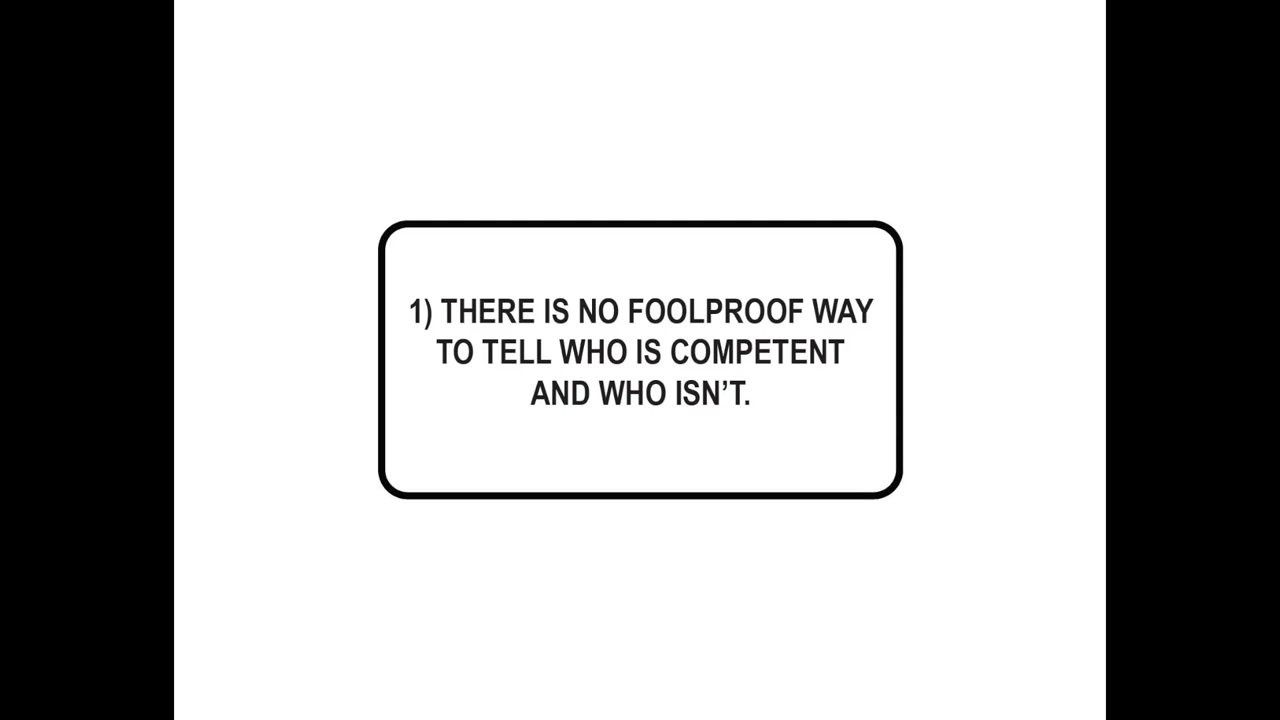 1) THERE IS NO FOOLPROOF WAY
TO TELL WHO IS COMPETENT
AND WHO ISN’T.